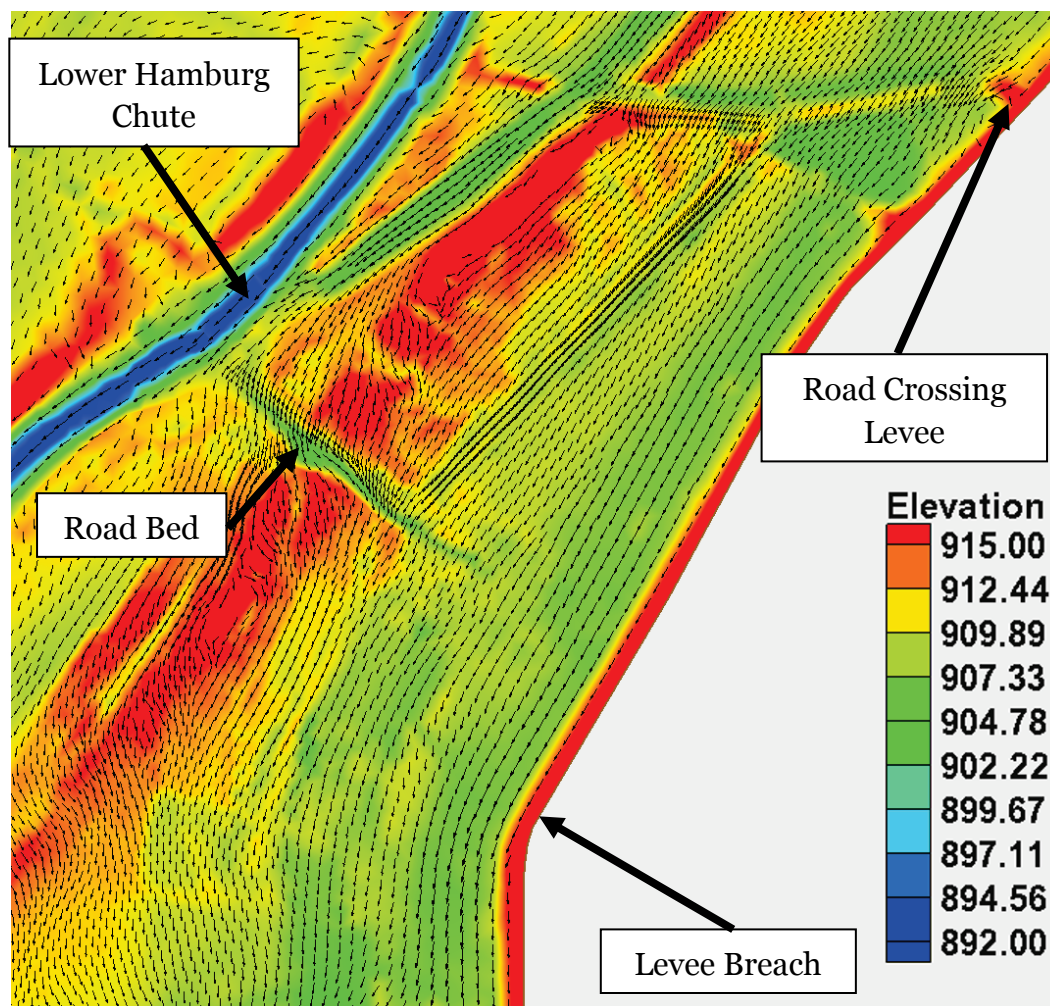 Lower Hamburg
Chute
Road Crossing
Levee
Road Bed
Levee Breach
Elevation
915.00
912.44
909.89
907.33
904.78
902.22
899.67
897.11
894.56
892.00